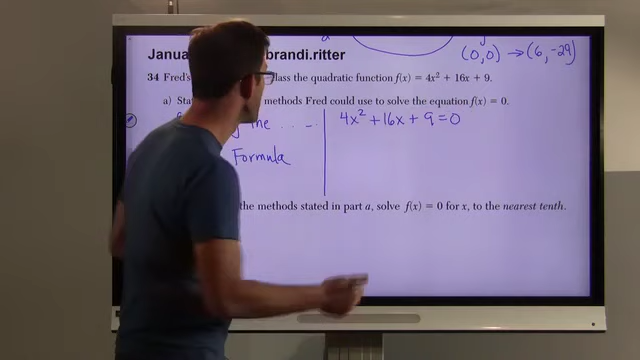 (0,0) → (6,-29)
Janua brandi.ritter
34 Fred's lass the quadratic function f(x) = 4x² + 16x + 9.
a) Stat methods Fred could use to solve the equation f(x) = 0.
the ..... 4x² + 16x + 9 = 0
Formula
the methods stated in part a, solve f(x) = 0 for x, to the nearest tenth.